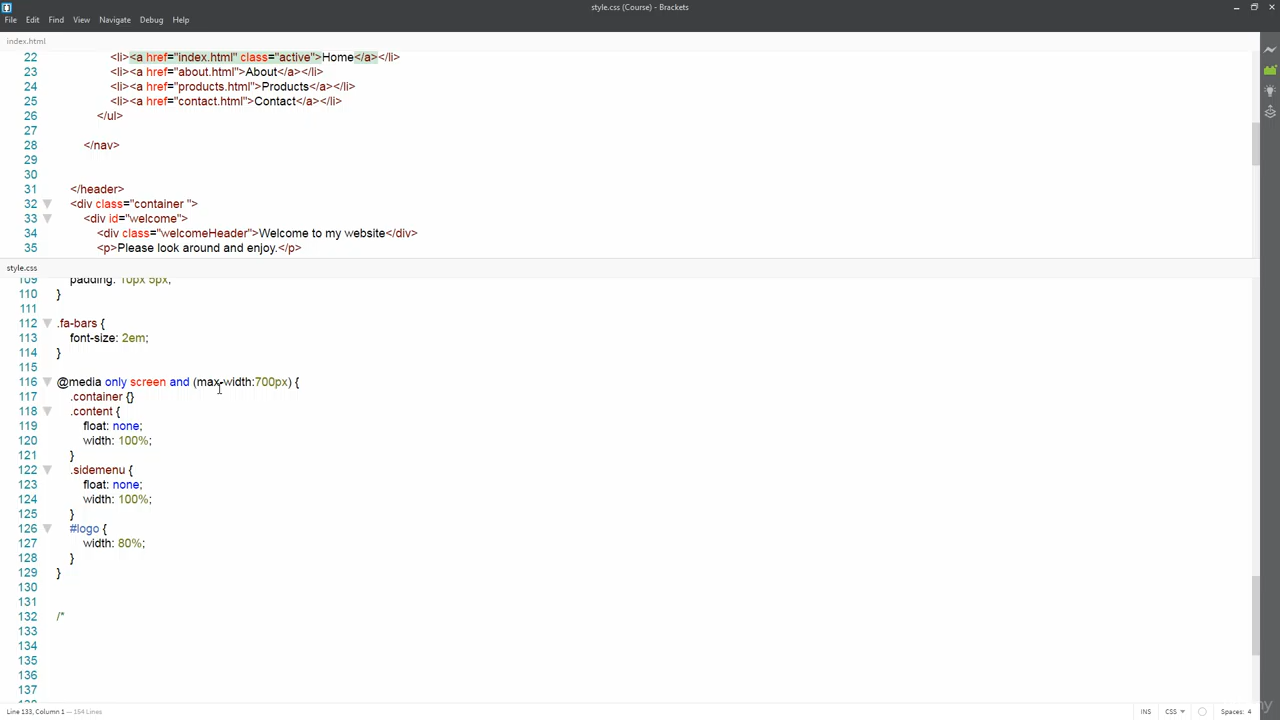 style.css (Course) - Brackets
File Edit Find View Navigate Debug Help
index.html
22 <li><a href="index.html" class="active">Home</a></li>
23 <li><a href="about.html">About</a></li>
24 <li><a href="products.html">Products</a></li>
25 <li><a href="contact.html">Contact</a></li>
26 </ul>
27
28 </nav>
29
30
31 </header>
32 <div class="container ">
33 <div id="welcome">
34 <div class="welcomeHeader">Welcome to my website</div>
35 <p>Please look around and enjoy.</p>
style.css
109 padding: 10px 5px;
110 }
111
112 .fa-bars {
113 font-size: 2em;
114 }
115
116 @media only screen and (max-width:700px) {
117 .container {}
118 .content {
119 float: none;
120 width: 100%;
121 }
122 .sidemenu {
123 float: none;
124 width: 100%;
125 }
126 #logo {
127 width: 80%;
128 }
129 }
130
131
132 /*
133
134
135
136
137
Line 133, Column 1 — 154 Lines
INS CSS Spaces: 4